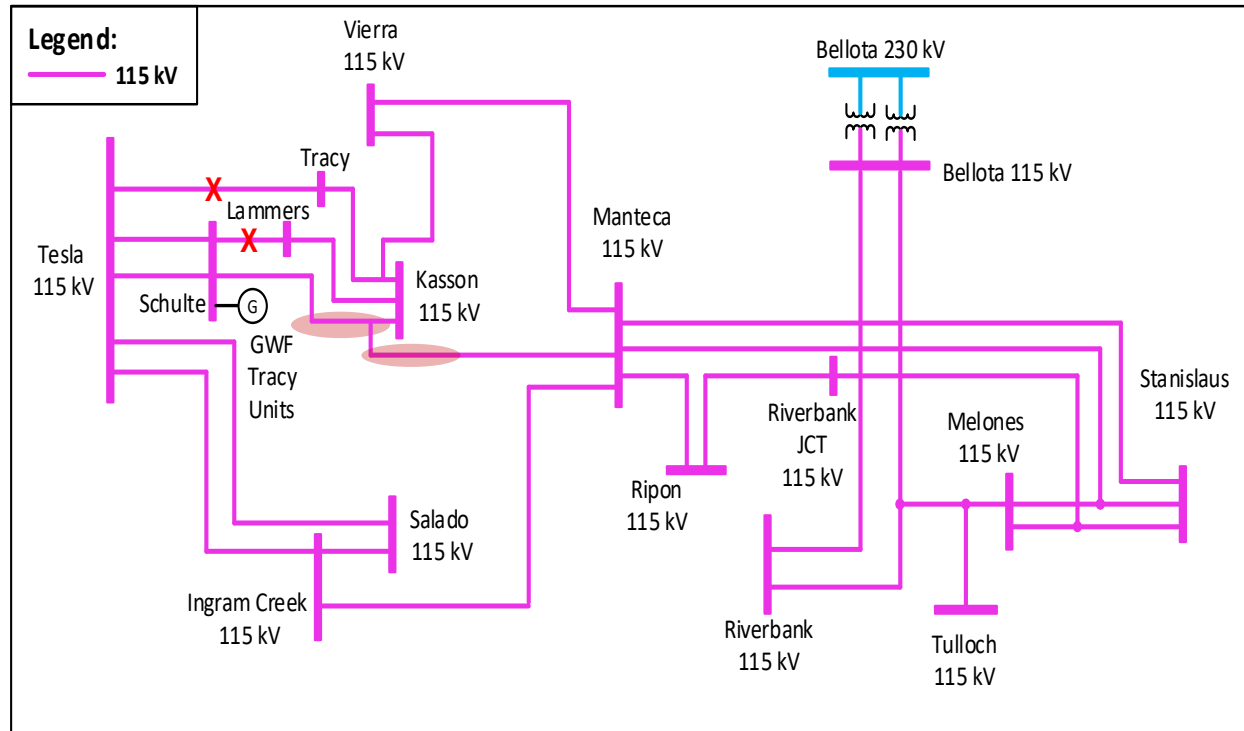 Legend:
115 kV
Vierra
115 kV
Bellota 230 kV
Tracy
Bellota 115 kV
X
Lammers
X
Manteca
115 kV
Tesla
115 kV
Kasson
115 kV
Schulte
G
GWF
Tracy
Units
Stanislaus
115 kV
Riverbank
JCT
115 kV
Melones
115 kV
Ripon
115 kV
Salado
115 kV
Ingram Creek
115 kV
Riverbank
115 kV
Tulloch
115 kV